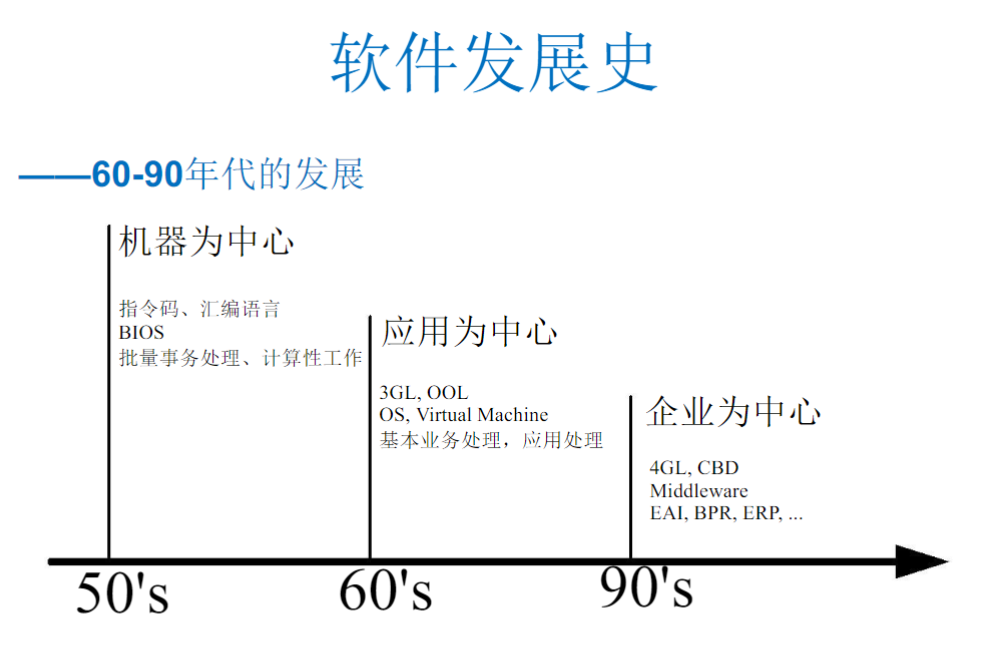 软件发展史
——60-90年代的发展
机器为中心
指令码、汇编语言
BIOS
批量事务处理、计算性工作
应用为中心
3GL, OOL
OS, Virtual Machine
基本业务处理，应用处理
企业为中心
4GL, CBD
Middleware
EAI, BPR, ERP, ...
50's
60's
90's